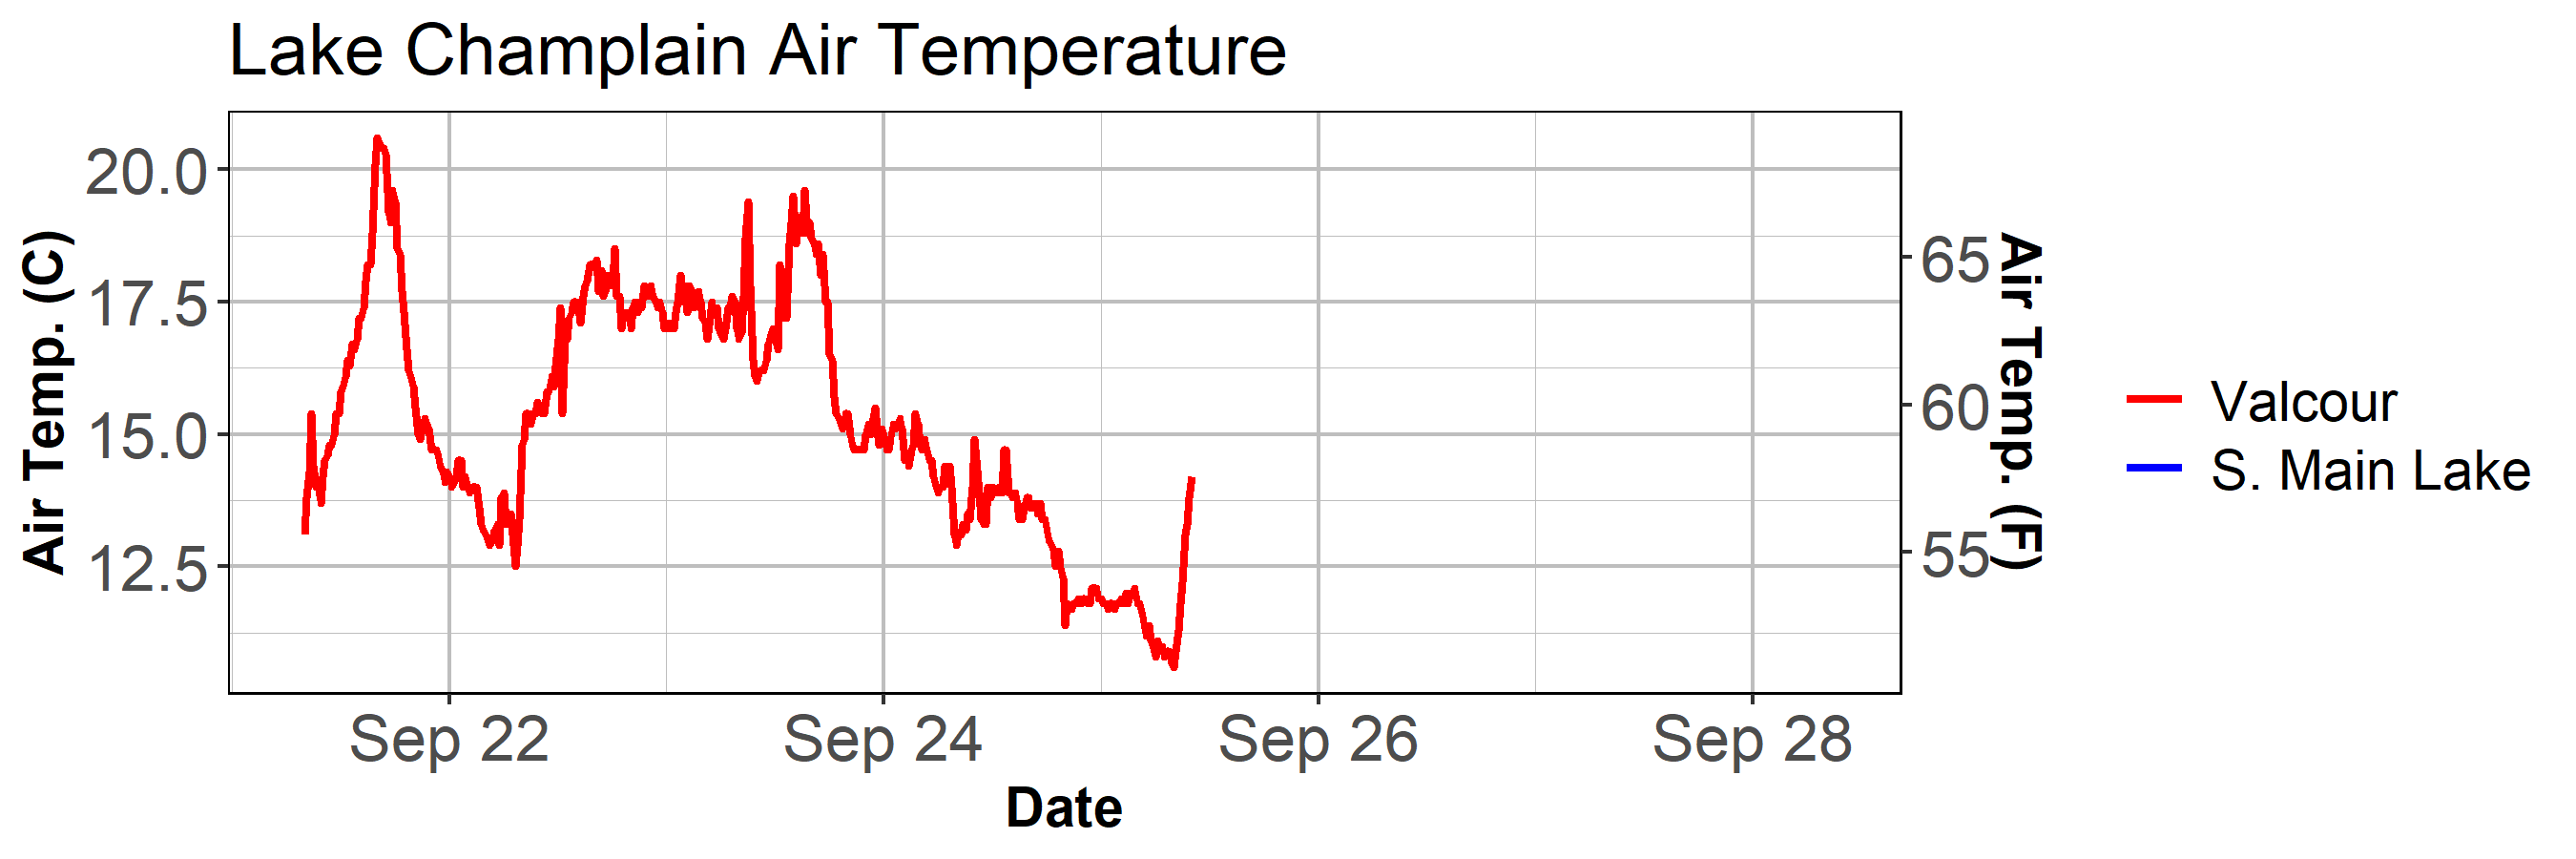 Lake Champlain Air Temperature
Air Temp. (C)
20.0
17.5
15.0
12.5
65
60
55
Air Temp. (F)
Sep 22
Sep 24
Sep 26
Sep 28
Date
Valcour
S. Main Lake